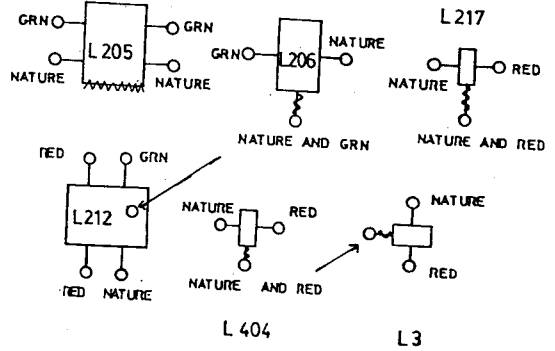 L217
GRN
GRN
L205
NATURE
NATURE
GRN
L206
NATURE
NATURE AND GRN
NATURE
RED
NATURE AND RED
RED
GRN
L212
RED
NATURE
NATURE
RED
NATURE AND RED
L 404
NATURE
RED
L3